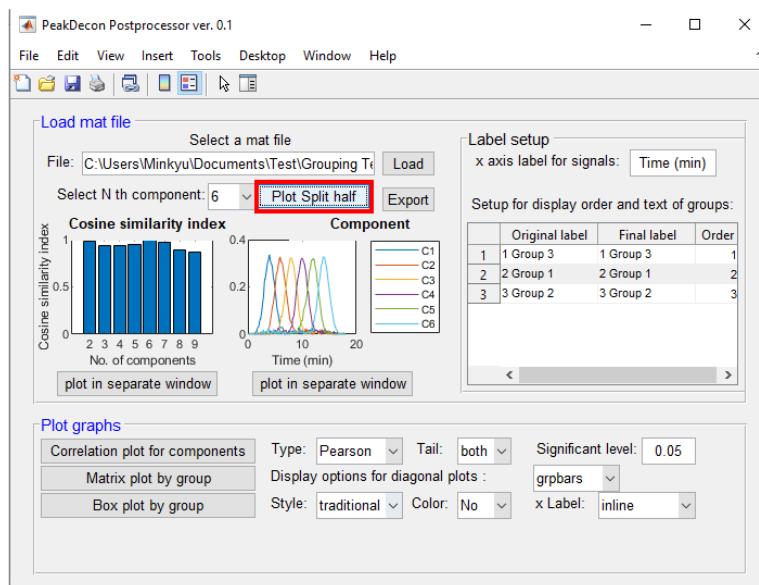 PeakDecon Postprocessor ver. 0.1
File Edit View Insert Tools Desktop Window Help
Load mat file
Select a mat file
File: C:\Users\Minkyu\Documents\Test\Grouping Te Load
Select N th component: 6 Plot Split half Export
Cosine similarity index
Cosine similarity index
1
0.5
0
2 3 4 5 6 7 8 9
No. of components
plot in separate window
Component
0.4
0.2
0
0 10 20
Time (min)
C1
C2
C3
C4
C5
C6
plot in separate window
Label setup
x axis label for signals: Time (min)
Setup for display order and text of groups:
Original label Final label Order
1 1 Group 3 1 Group 3 1
2 2 Group 1 2 Group 1 2
3 3 Group 2 3 Group 2 3
Plot graphs
Correlation plot for components Type: Pearson Tail: both Significant level: 0.05
Matrix plot by group Display options for diagonal plots : grpbars
Box plot by group Style: traditional Color: No x Label: inline